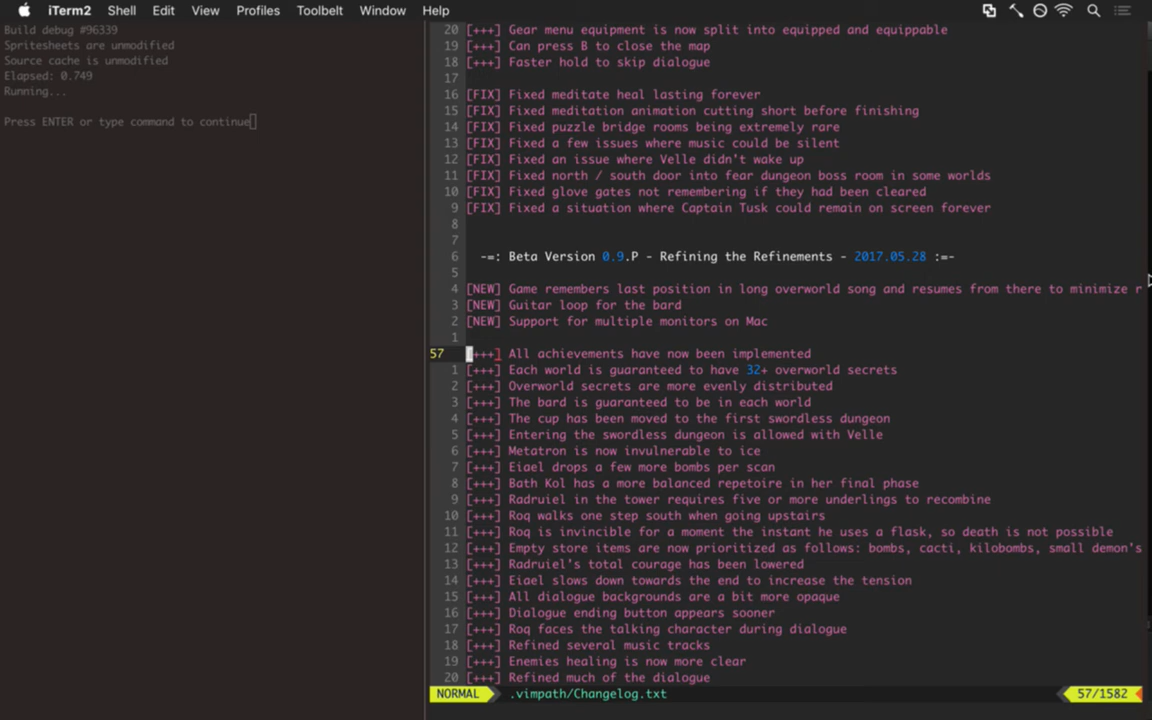 iTerm2 Shell Edit View Profiles Toolbelt Window Help
Build debug #96339
Spritesheets are unmodified
Source cache is unmodified
Elapsed: 0.749
Running...
Press ENTER or type command to continue
20 [+++] Gear menu equipment is now split into equipped and equippable
19 [+++] Can press B to close the map
18 [+++] Faster hold to skip dialogue
17
16 [FIX] Fixed meditate heal lasting forever
15 [FIX] Fixed meditation animation cutting short before finishing
14 [FIX] Fixed puzzle bridge rooms being extremely rare
13 [FIX] Fixed a few issues where music could be silent
12 [FIX] Fixed an issue where Velle didn't wake up
11 [FIX] Fixed north / south door into fear dungeon boss room in some worlds
10 [FIX] Fixed glove gates not remembering if they had been cleared
9 [FIX] Fixed a situation where Captain Tusk could remain on screen forever
8
7
6 -=: Beta Version 0.9.P - Refining the Refinements - 2017.05.28 :=-
5
4 [NEW] Game remembers last position in long overworld song and resumes from there to minimize r
3 [NEW] Guitar loop for the bard
2 [NEW] Support for multiple monitors on Mac
1
57 [+++] All achievements have now been implemented
1 [+++] Each world is guaranteed to have 32+ overworld secrets
2 [+++] Overworld secrets are more evenly distributed
3 [+++] The bard is guaranteed to be in each world
4 [+++] The cup has been moved to the first swordless dungeon
5 [+++] Entering the swordless dungeon is allowed with Velle
6 [+++] Metatron is now invulnerable to ice
7 [+++] Eiael drops a few more bombs per scan
8 [+++] Bath Kol has a more balanced repetoire in her final phase
9 [+++] Radruiel in the tower requires five or more underlings to recombine
10 [+++] Roq walks one step south when going upstairs
11 [+++] Roq is invincible for a moment the instant he uses a flask, so death is not possible
12 [+++] Empty store items are now prioritized as follows: bombs, cacti, kilobombs, small demon's
13 [+++] Radruiel's total courage has been lowered
14 [+++] Eiael slows down towards the end to increase the tension
15 [+++] All dialogue backgrounds are a bit more opaque
16 [+++] Dialogue ending button appears sooner
17 [+++] Roq faces the talking character during dialogue
18 [+++] Refined several music tracks
19 [+++] Enemies healing is now more clear
20 [+++] Refined much of the dialogue
NORMAL .vimpath/Changelog.txt 57/1582